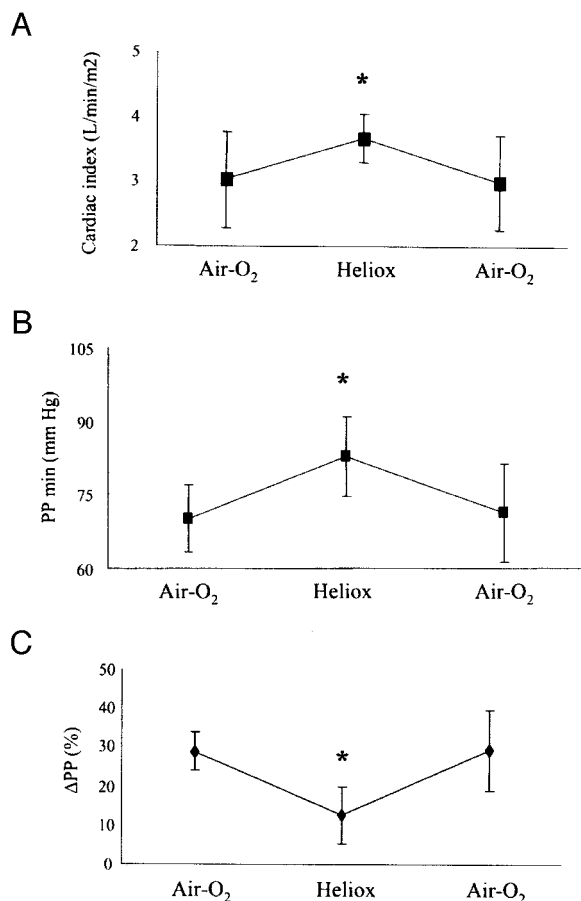 A
Cardiac index (L/min/m2)
5
4
3
2
*
Air-O₂ Heliox Air-O₂
B
PP min (mm Hg)
105
90
75
60
*
Air-O₂ Heliox Air-O₂
C
ΔPP (%)
50
40
30
20
10
0
*
Air-O₂ Heliox Air-O₂